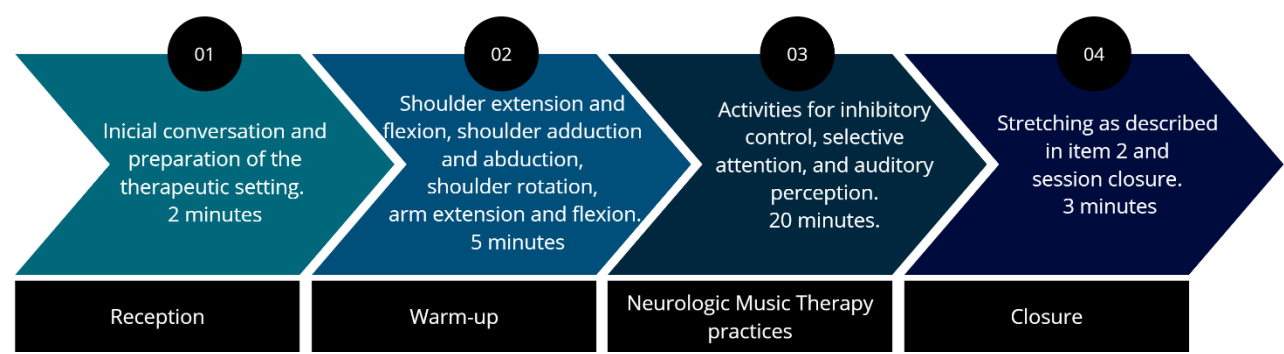 01
Inicial conversation and
preparation of the
therapeutic setting.
2 minutes
Reception
02
Shoulder extension and
flexion, shoulder adduction
and abduction,
shoulder rotation,
arm extension and flexion.
5 minutes
Warm-up
03
Activities for inhibitory
control, selective
attention, and auditory
perception.
20 minutes.
Neurologic Music Therapy
practices
04
Stretching as described
in item 2 and
session closure.
3 minutes
Closure